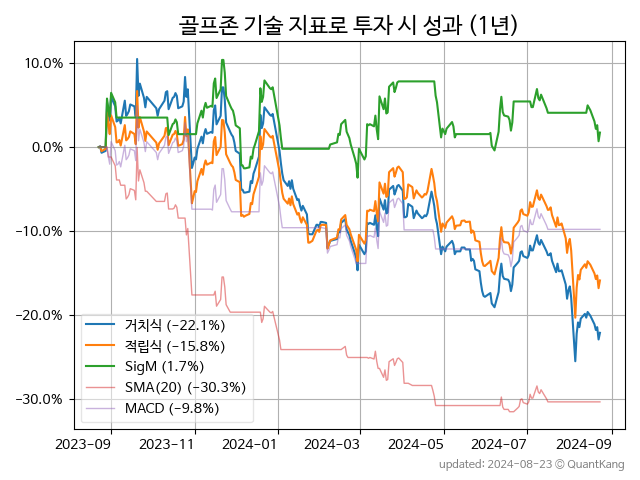 골프존 기술 지표로 투자 시 성과 (1년)
10.0%
0.0%
−10.0%
−20.0%
−30.0%
거치식 (−22.1%)
적립식 (−15.8%)
SigM (1.7%)
SMA(20) (−30.3%)
MACD (−9.8%)
2023-09 2023-11 2024-01 2024-03 2024-05 2024-07 2024-09
updated: 2024-08-23 © QuantKang